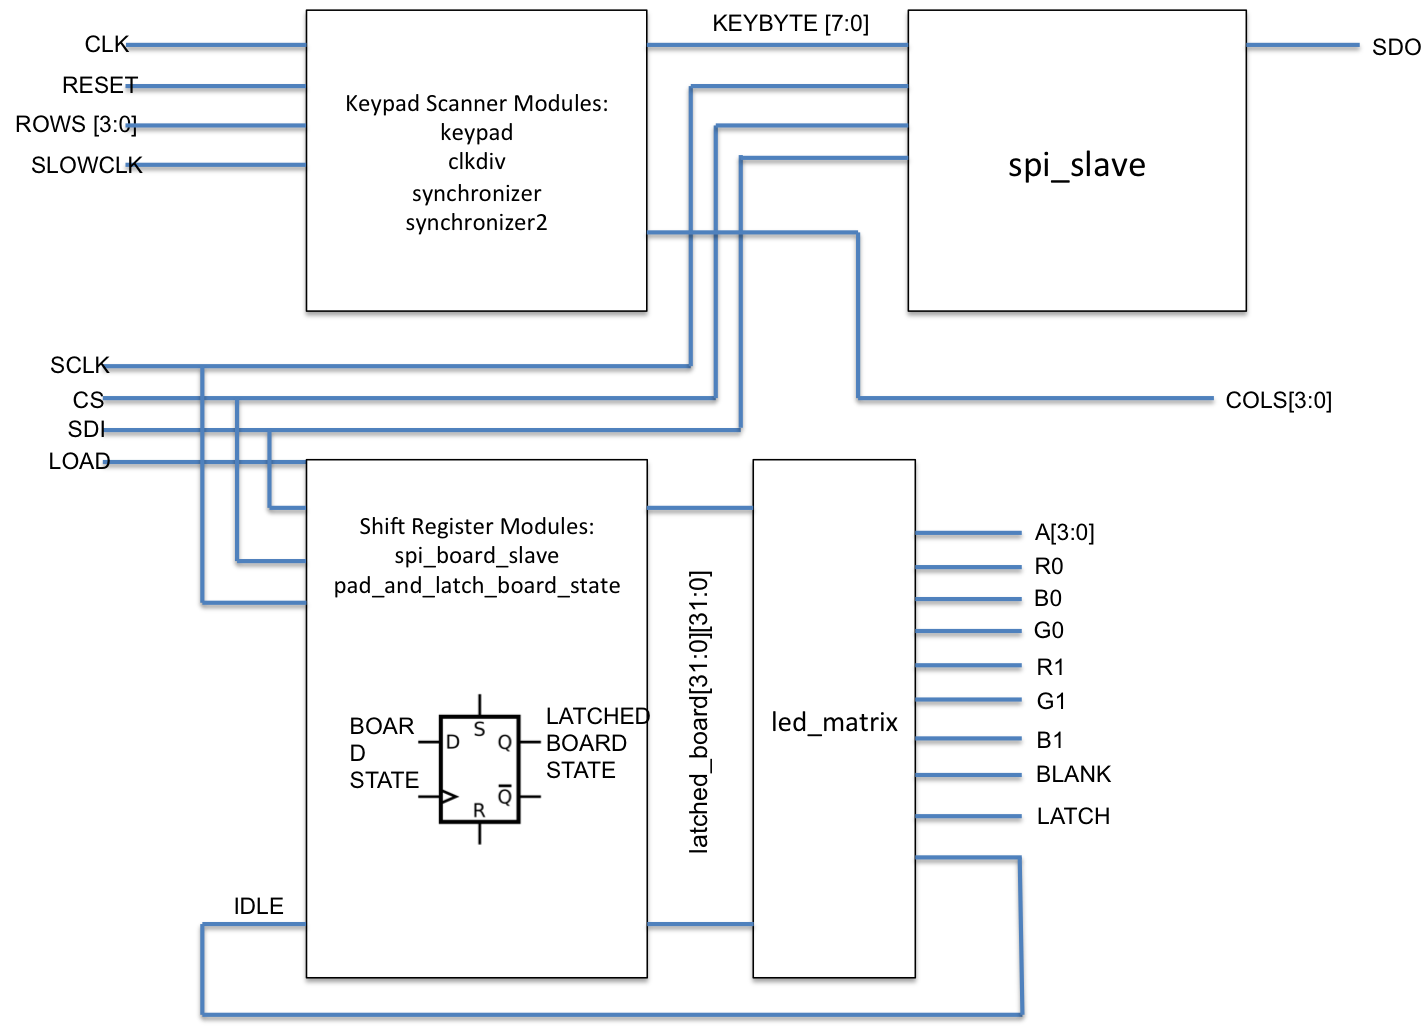 KEYBYTE [7:0]
CLK
SDO
RESET
ROWS [3:0]
SLOWCLK
Keypad Scanner Modules:
keypad
clkdiv
synchronizer
synchronizer2
spi_slave
SCLK
CS
SDI
LOAD
COLS[3:0]
Shift Register Modules:
spi_board_slave
pad_and_latch_board_state
BOAR
D
STATE
S
D
Q
R
Q̅
LATCHED
BOARD
STATE
IDLE
latched_board[31:0][31:0]
led_matrix
A[3:0]
R0
B0
G0
R1
G1
B1
BLANK
LATCH